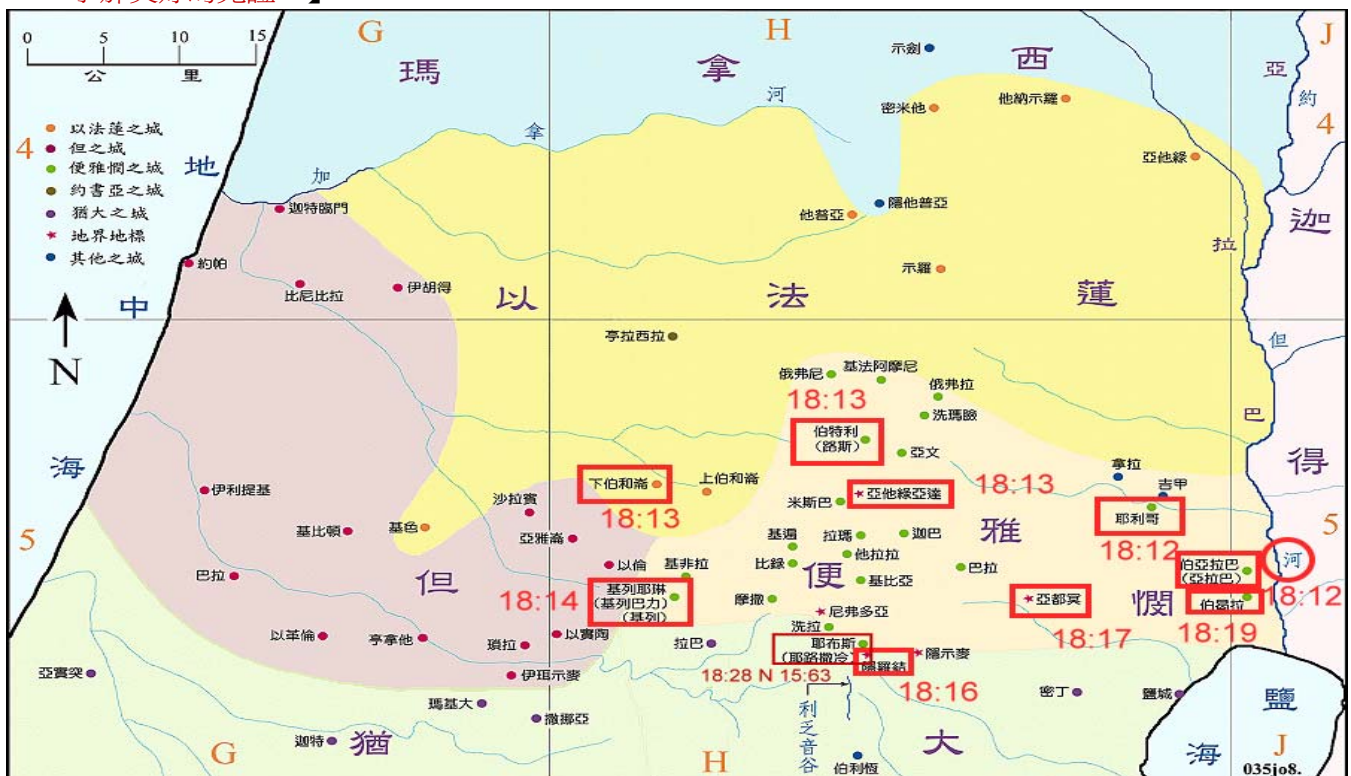 0 5 10 15
公里
以法蓮之城
但之城
便雅憫之城
約書亞之城
猶大之城
地界地標
其他之城
N
G
H
J
4
4
5
5
G
H
J
瑪拿西
以法蓮
但
便雅憫
猶大
迦得
地中海
鹽海
加拿河
亞約拉但巴河
示劍
密米他
他納示羅
亞他綠
隱他普亞
他普亞
示羅
迦特臨門
約帕
比尼比拉
伊胡得
亭拉西拉
俄弗尼
基法阿摩尼
俄弗拉
18:13
洗瑪臉
伯特利
(路斯)
亞文
拿拉
吉甲
下伯和崙
上伯和崙
18:13
米斯巴
亞他綠亞達
18:13
耶利哥
18:12
伊利提基
沙拉賓
基比頓
基色
亞雅崙
以倫
基遍
拉瑪
迦巴
比錄
他拉拉
基非拉
基比亞
巴拉
伯亞拉巴
(亞拉巴)
18:12
巴拉
18:14
基列耶琳
(基列巴力)
(基列)
摩撒
尼弗多亞
亞都冥
18:17
伯曷拉
18:19
以革倫
亭拿他
瑣拉
以實陶
拉巴
洗拉
耶布斯
(耶路撒冷)
隱羅結
隱示麥
18:28 N 15:63
18:16
亞實突
伊珥示麥
瑪基大
撒挪亞
密丁
鹽城
利乏音谷
迦特
伯利恆
035jo8.